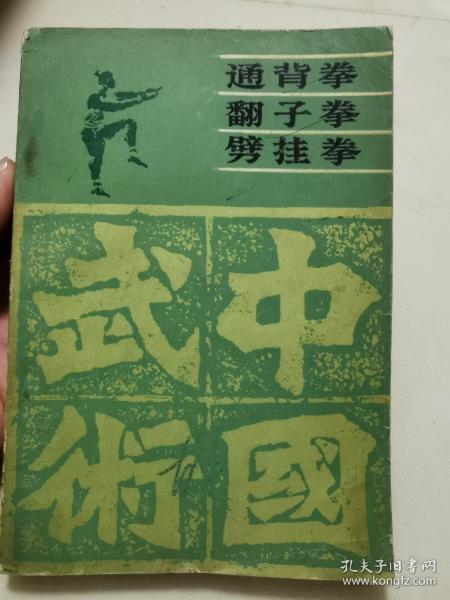 通背拳
翻子拳
劈挂拳
中國
武術
孔夫子旧书网
www.kongfz.com